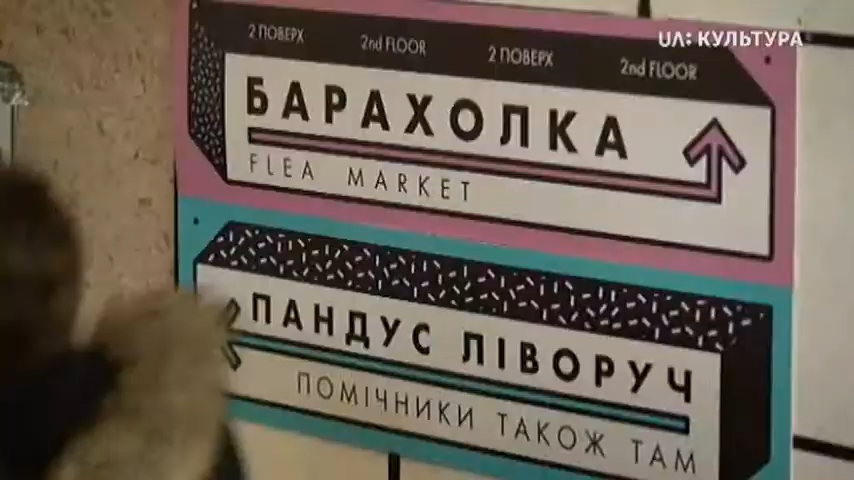 UA: КУЛЬТУРА
2 ПОВЕРХ 2nd FLOOR 2 ПОВЕРХ 2nd FLOOR
БАРАХОЛКА
FLEA MARKET
ПАНДУС ЛІВОРУЧ
ПОМІЧНИКИ ТАКОЖ ТАМ